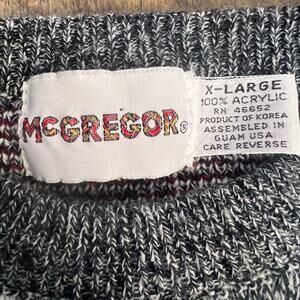 McGREGOR®
X-LARGE
100% ACRYLIC
RN 46652
PRODUCT OF KOREA
ASSEMBLED IN
GUAM USA
CARE REVERSE